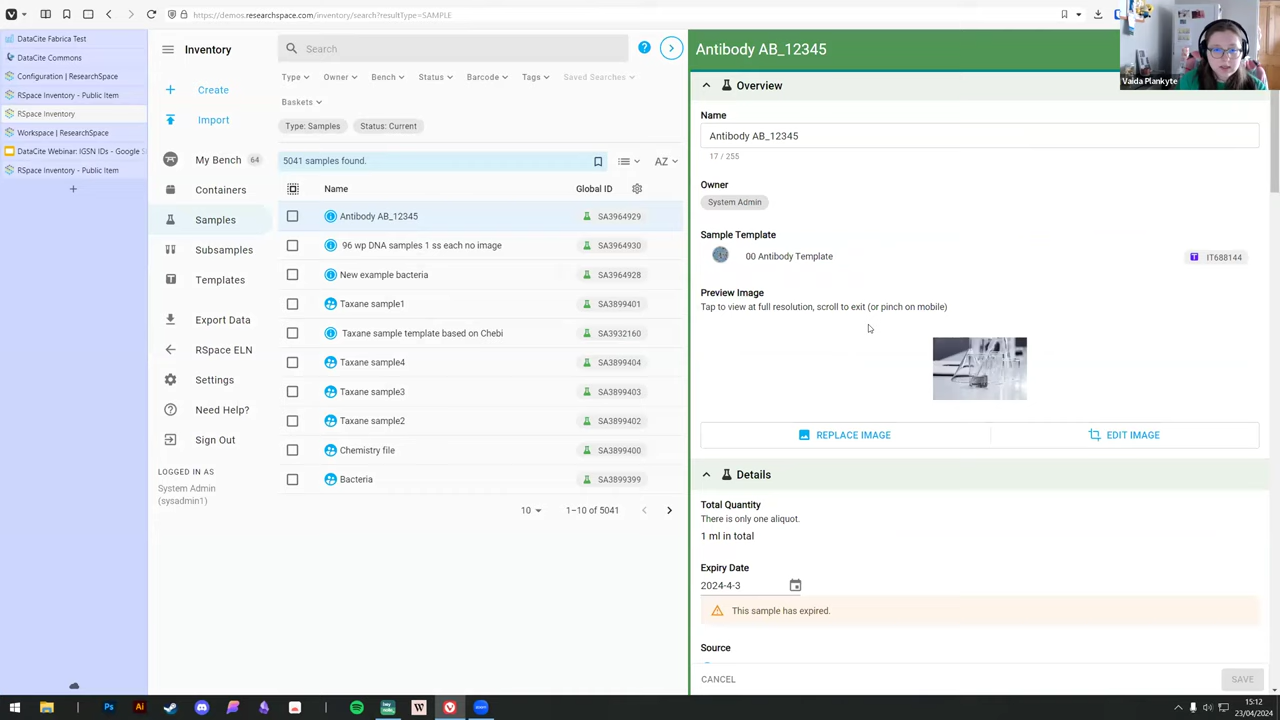 https://demos.researchspace.com/inventory/search?resultType=SAMPLE
DataCite Fabrica Test
DataCite Commons
Configuration | ResearchSpace
RSpace Inventory - Public Item
RSpace Inventory
Workspace | ResearchSpace
DataCite Webinar: IGSN IDs - Google S
RSpace Inventory - Public Item
Inventory
Create
Import
My Bench 64
Containers
Samples
Subsamples
Templates
Export Data
RSpace ELN
Settings
Need Help?
Sign Out
LOGGED IN AS
System Admin
(sysadmin1)
Search
Type Owner Bench Status Barcode Tags Saved Searches
Baskets
Type: Samples Status: Current
5041 samples found. AZ
Name Global ID
Antibody AB_12345 SA3964929
96 wp DNA samples 1 ss each no image SA3964930
New example bacteria SA3964928
Taxane sample1 SA3899401
Taxane sample template based on Chebi SA3932160
Taxane sample4 SA3899404
Taxane sample3 SA3899403
Taxane sample2 SA3899402
Chemistry file SA3899400
Bacteria SA3899399
10 1–10 of 5041
Antibody AB_12345
Vaida Plankyte
Overview
Name
Antibody AB_12345
17 / 255
Owner
System Admin
Sample Template
00 Antibody Template IT688144
Preview Image
Tap to view at full resolution, scroll to exit (or pinch on mobile)
REPLACE IMAGE EDIT IMAGE
Details
Total Quantity
There is only one aliquot.
1 ml in total
Expiry Date
2024-4-3
This sample has expired.
Source
CANCEL SAVE
Ps Ai W
15:12
23/04/2024